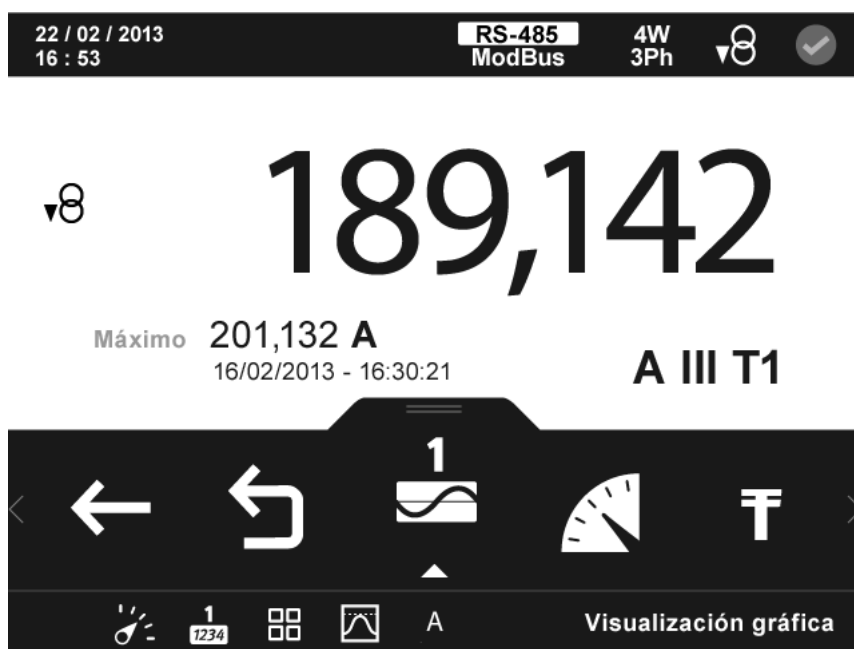 22 / 02 / 2013
16 : 53
RS-485
ModBus
4W
3Ph
189,142
Máximo 201,132 A
16/02/2013 - 16:30:21
A III T1
1
1
1234
A
Visualización gráfica